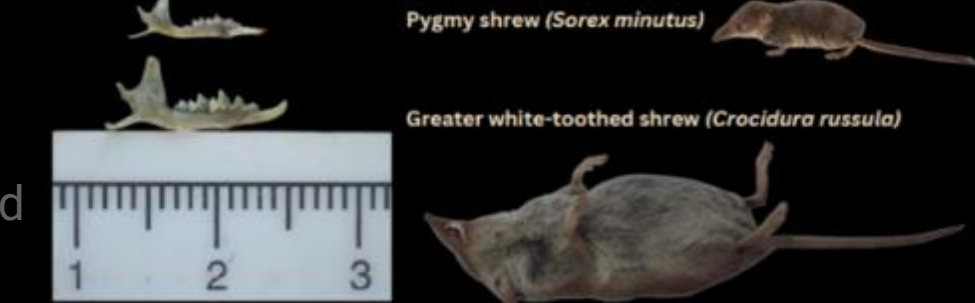 Pygmy shrew (Sorex minutus)
Greater white-toothed shrew (Crocidura russula)
d
1 2 3